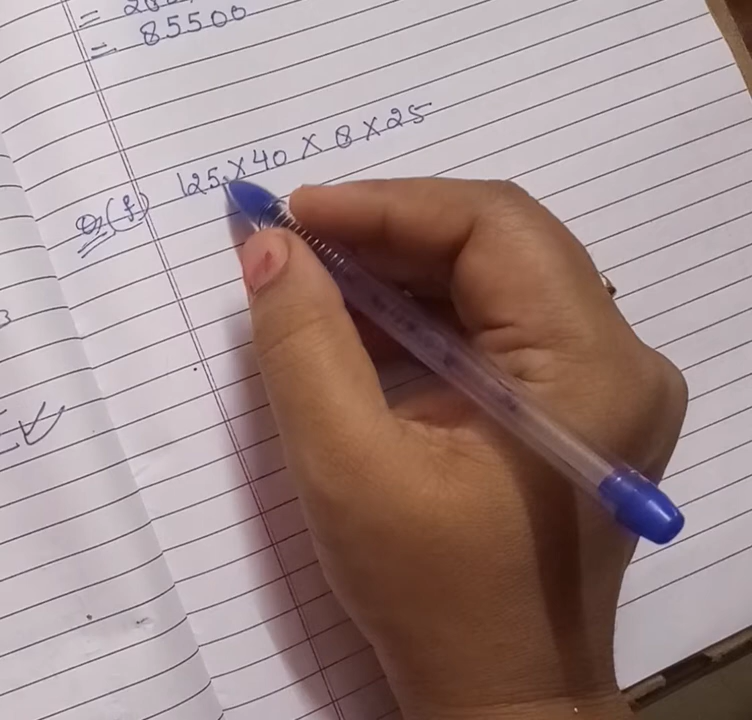 =
= 85500
(f) 125 × 40 × 8 × 25